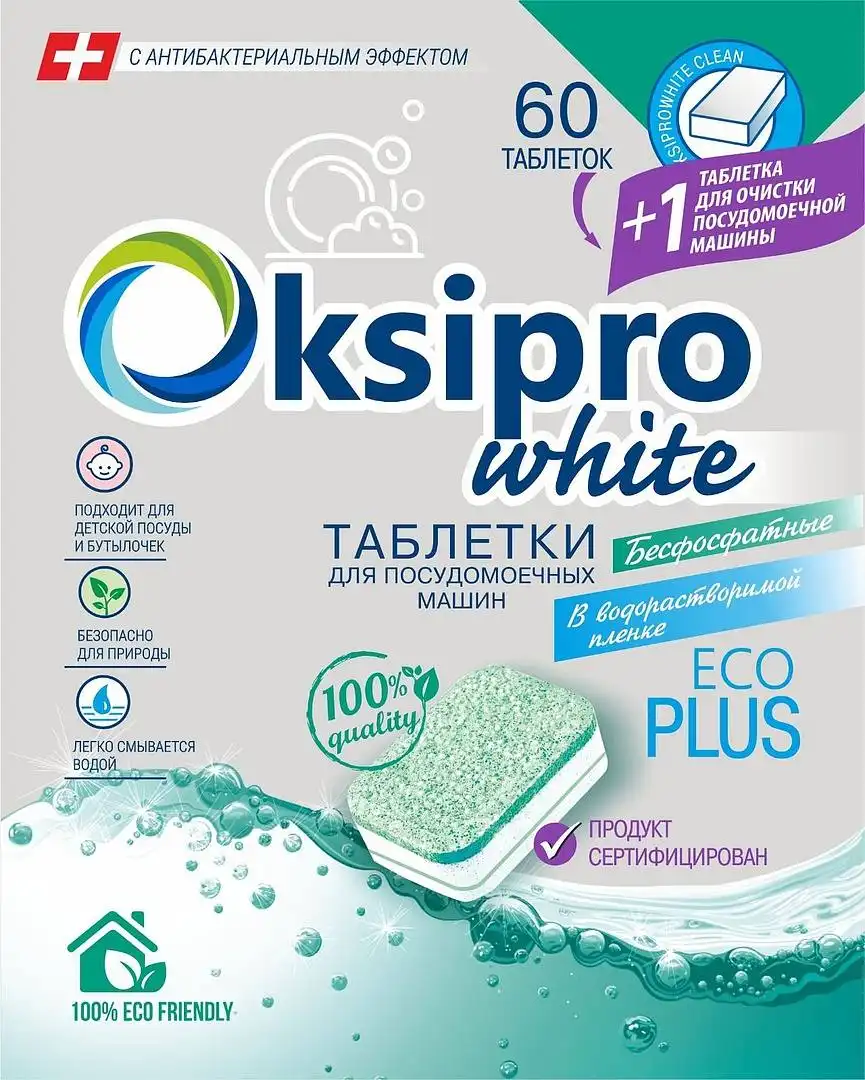 С АНТИБАКТЕРИАЛЬНЫМ ЭФФЕКТОМ
60
ТАБЛЕТОК
WHITE CLEAN
+1
ТАБЛЕТКА
ДЛЯ ОЧИСТКИ
ПОСУДОМОЕЧНОЙ
МАШИНЫ
Oksipro
white
ПОДХОДИТ ДЛЯ
ДЕТСКОЙ ПОСУДЫ
И БУТЫЛОЧЕК
БЕЗОПАСНО
ДЛЯ ПРИРОДЫ
ЛЕГКО СМЫВАЕТСЯ
ВОДОЙ
ТАБЛЕТКИ
ДЛЯ ПОСУДОМОЕЧНЫХ
МАШИН
Бесфосфатные
В водорастворимой
пленке
ECO
PLUS
100%
quality
ПРОДУКТ
СЕРТИФИЦИРОВАН
100% ECO FRIENDLY